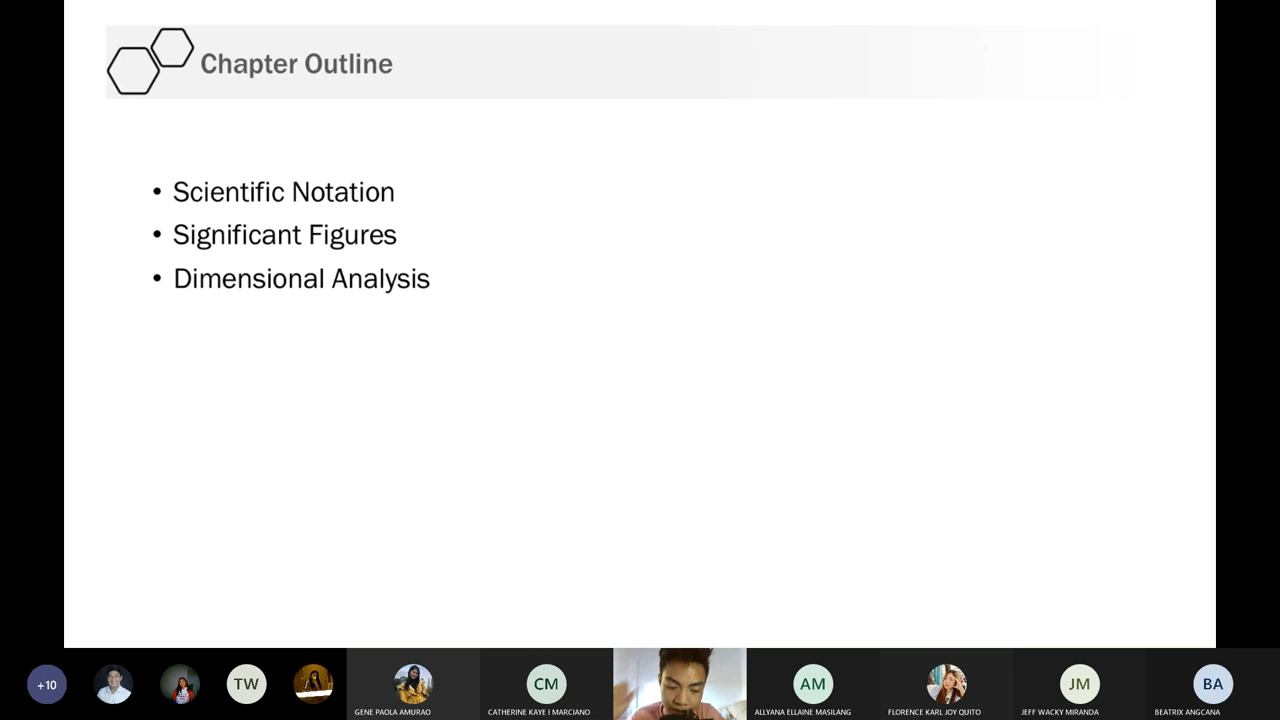 Chapter Outline
• Scientific Notation
• Significant Figures
• Dimensional Analysis
+10
TW
CM
AM
JM
BA
GENE PAOLA AMURAO
CATHERINE KAYE I MARCIANO
ALLYANA ELLAINE MASILANG
FLORENCE KARL JOY QUITO
JEFF WACKY MIRANDA
BEATRIX ANGCANA